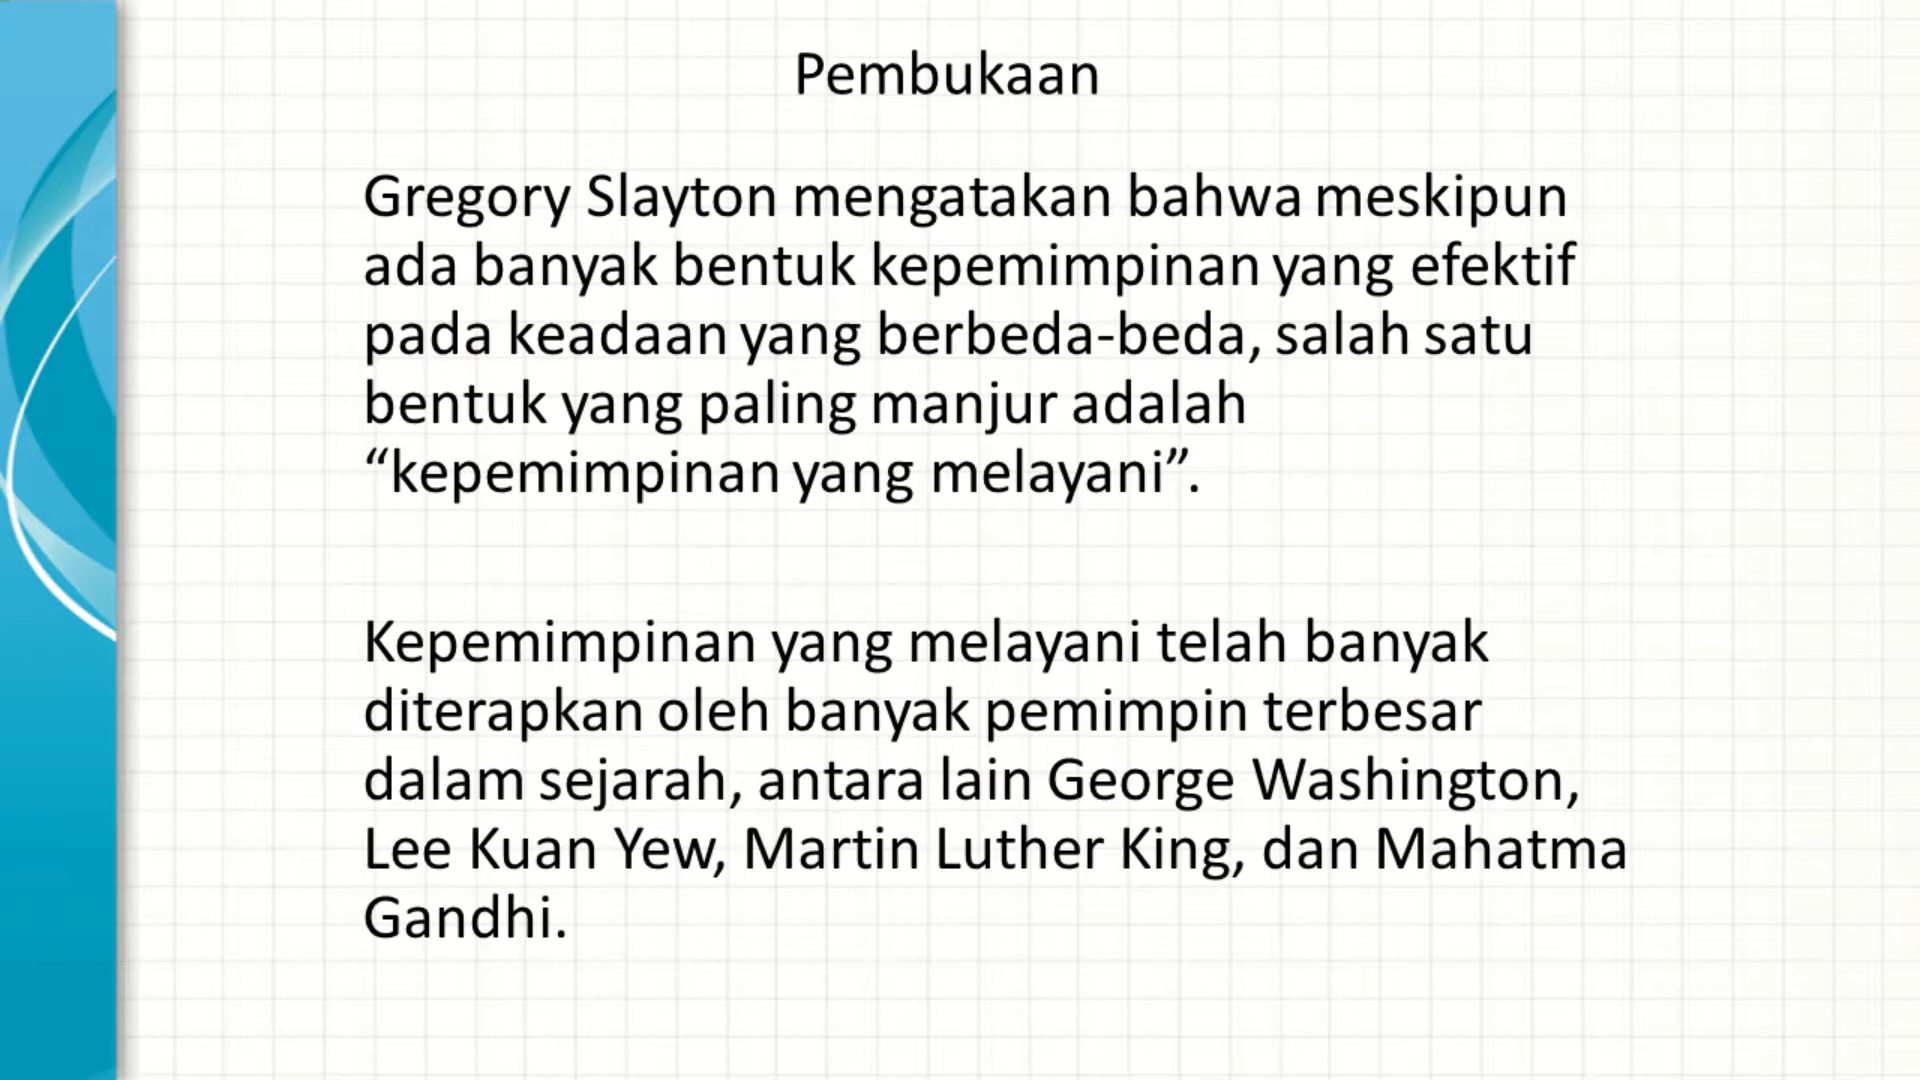 Pembukaan
Gregory Slayton mengatakan bahwa meskipun
ada banyak bentuk kepemimpinan yang efektif
pada keadaan yang berbeda-beda, salah satu
bentuk yang paling manjur adalah
“kepemimpinan yang melayani”.
Kepemimpinan yang melayani telah banyak
diterapkan oleh banyak pemimpin terbesar
dalam sejarah, antara lain George Washington,
Lee Kuan Yew, Martin Luther King, dan Mahatma
Gandhi.